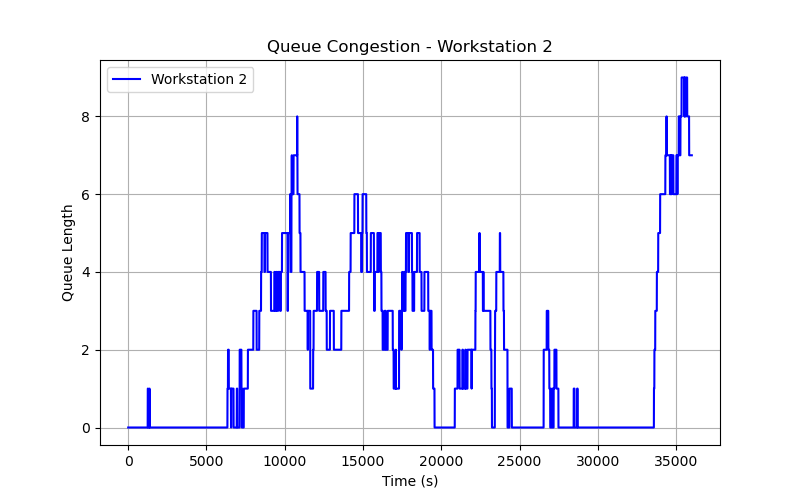 Queue Congestion - Workstation 2
Workstation 2
Queue Length
8
6
4
2
0
0 5000 10000 15000 20000 25000 30000 35000
Time (s)